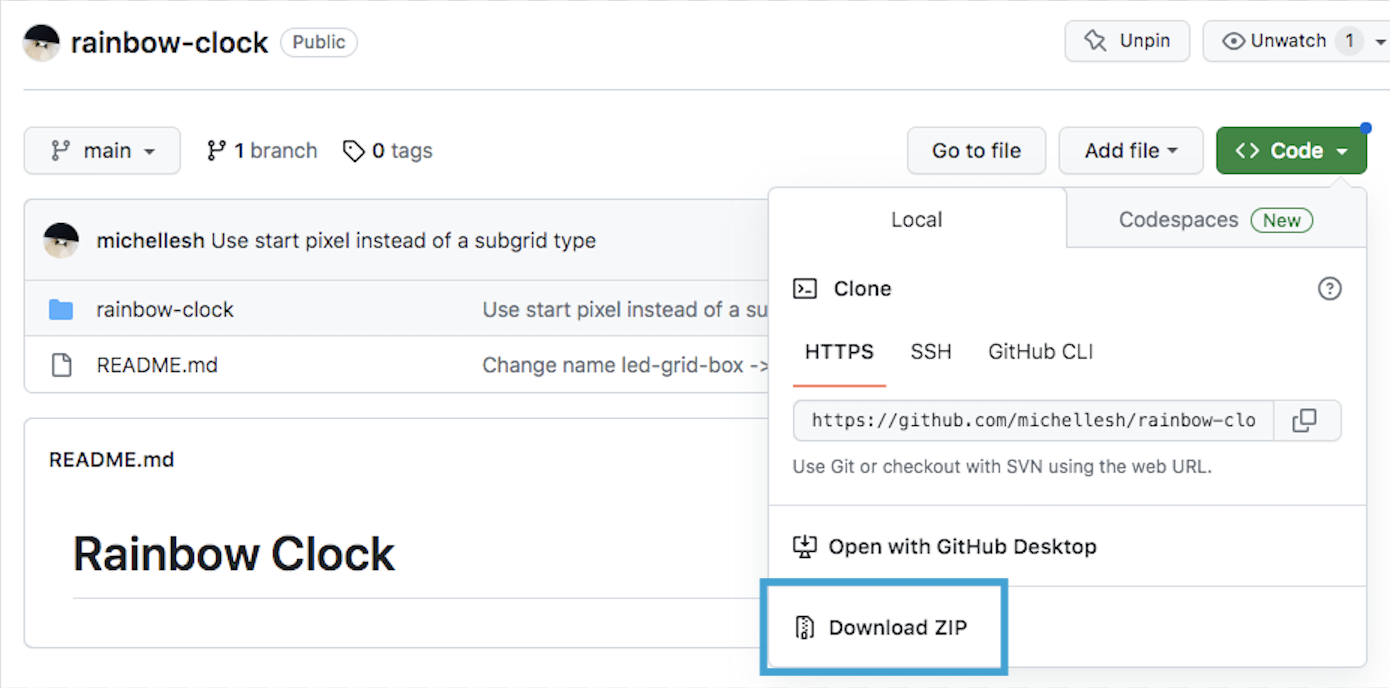 rainbow-clock Public Unpin Unwatch 1
main 1 branch 0 tags Go to file Add file <> Code
michellesh Use start pixel instead of a subgrid type
rainbow-clock Use start pixel instead of a su
README.md Change name led-grid-box ->
README.md
Rainbow Clock
Local Codespaces New
Clone
HTTPS SSH GitHub CLI
https://github.com/michellesh/rainbow-clo
Use Git or checkout with SVN using the web URL.
Open with GitHub Desktop
Download ZIP